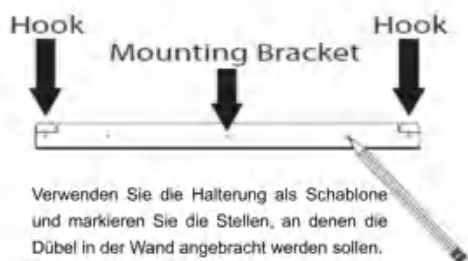 Hook Hook
Mounting Bracket
Verwenden Sie die Halterung als Schablone
und markieren Sie die Stellen, an denen die
Dübel in der Wand angebracht werden sollen.